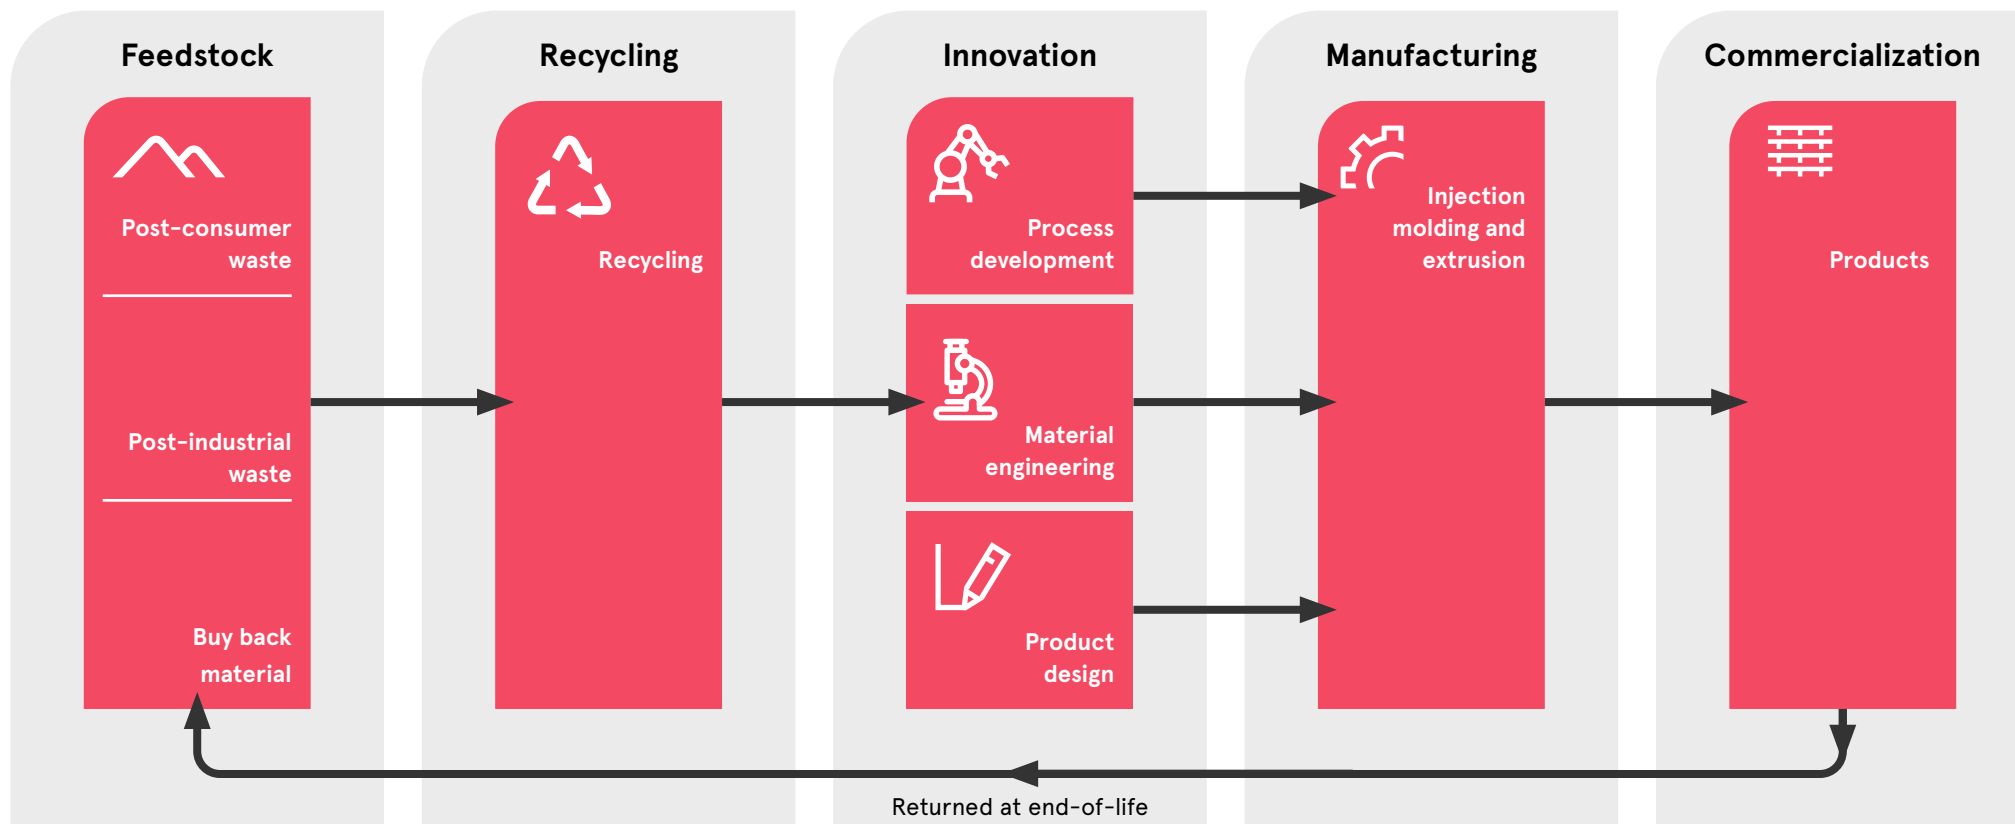 Feedstock
Post-consumer
waste
Post-industrial
waste
Buy back
material
Recycling
Recycling
Innovation
Process
development
Material
engineering
Product
design
Manufacturing
Injection
molding and
extrusion
Commercialization
Products
Returned at end-of-life